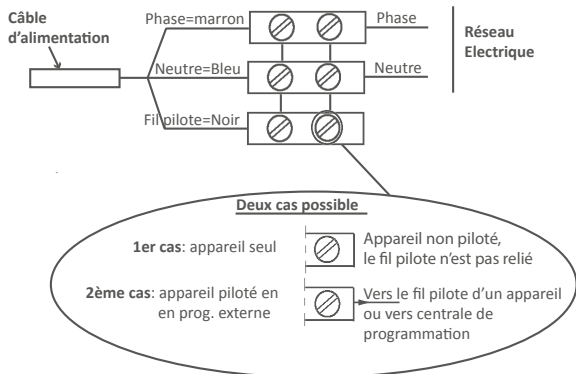 Câble
d'alimentation
Phase=marron
Phase
Réseau
Electrique
Neutre=Bleu
Neutre
Fil pilote=Noir
Deux cas possible
1er cas: appareil seul
Appareil non piloté,
le fil pilote n'est pas relié
2ème cas: appareil piloté en
en prog. externe
Vers le fil pilote d'un appareil
ou vers centrale de
programmation